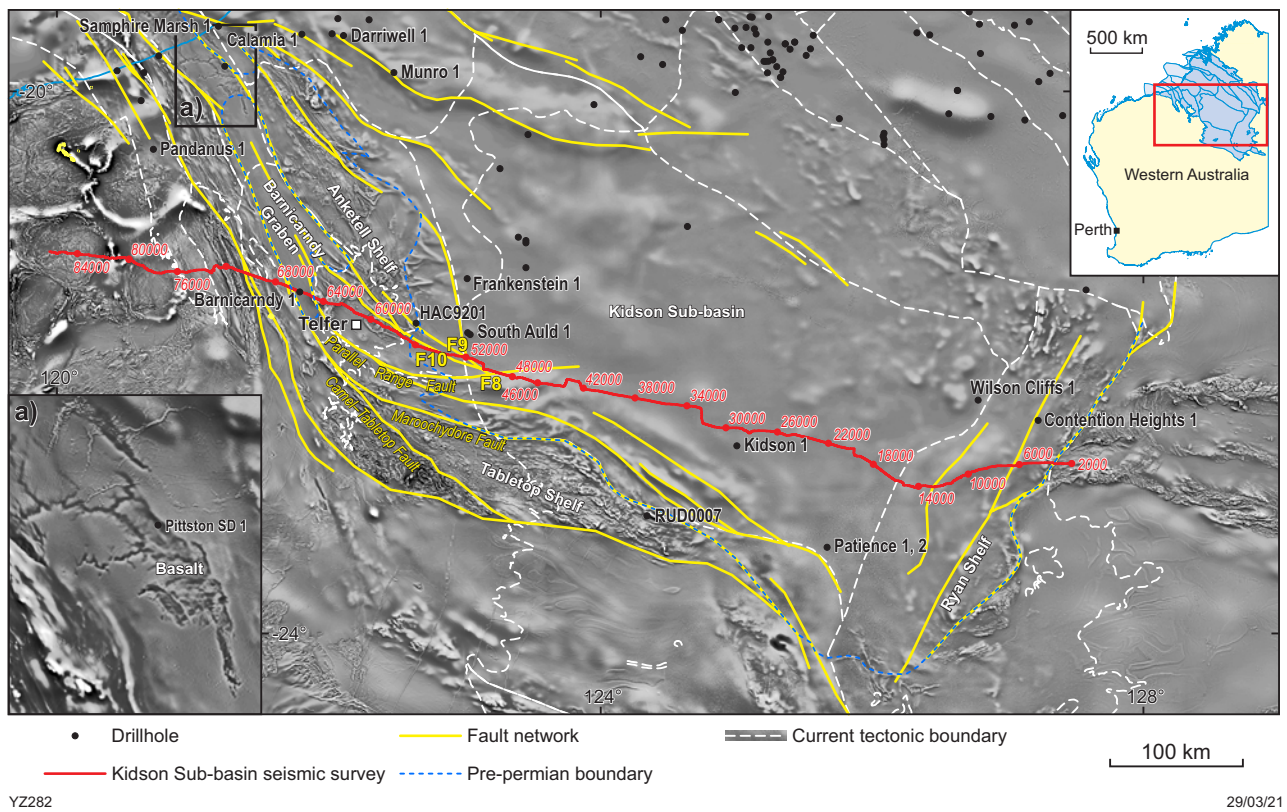 Samphire Marsh 1
Calamia 1
Darriwell 1
Munro 1
-20°
a)
Pandanus 1
Barnicarndy
Graben
Anketell Shelf
500 km
Western Australia
Perth
80000
84000
76000
68000
Barnicarndy 1
64000
60000
Telfer
HAC9201
Frankenstein 1
South Auld 1
Kidson Sub-basin
F9
F10
52000
F8
48000
46000
42000
38000
34000
30000
26000
22000
18000
14000
10000
6000
2000
Parallel Range Fault
Camel–Tabletop Fault
Maroochydore Fault
Tabletop Shelf
120°
Wilson Cliffs 1
Contention Heights 1
Kidson 1
RUD0007
Patience 1, 2
Ryan Shelf
-24°
124°
128°
a)
Pittston SD 1
Basalt
Drillhole
Fault network
Current tectonic boundary
Kidson Sub-basin seismic survey
Pre-permian boundary
100 km
YZ282
29/03/21